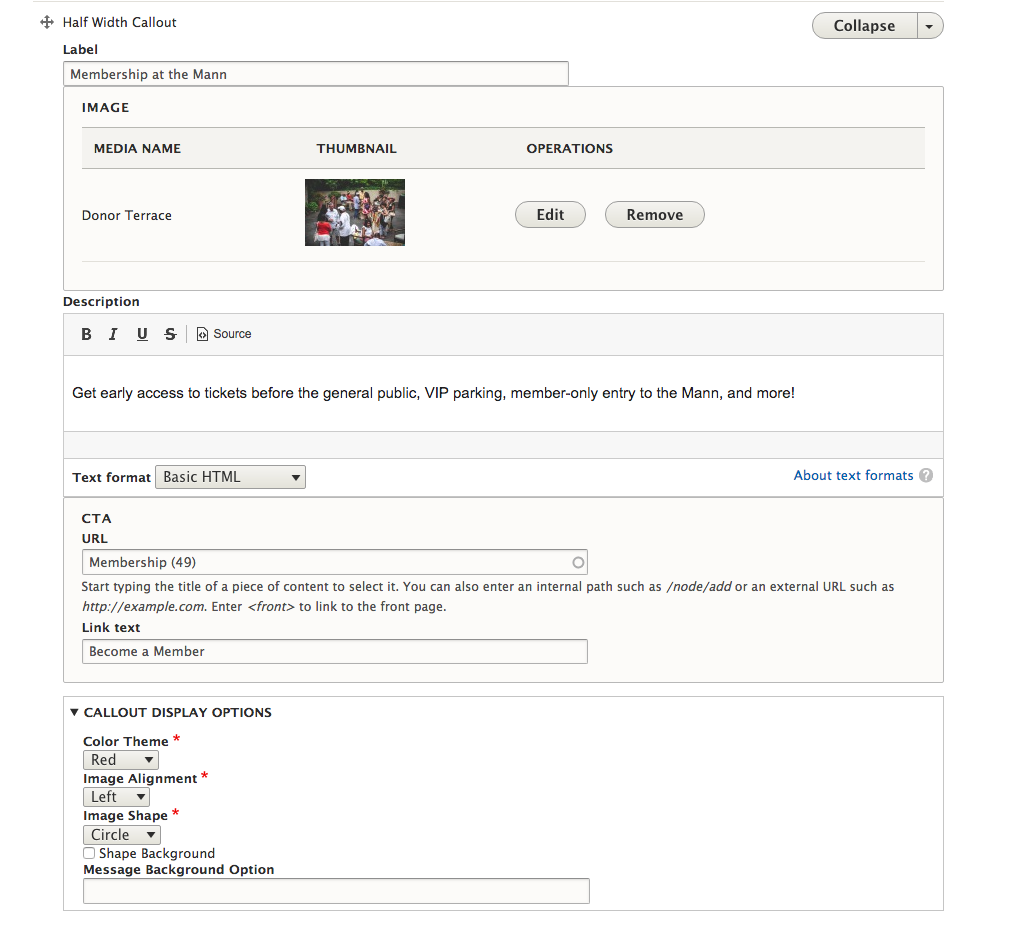 Half Width Callout
Collapse
Label
Membership at the Mann
IMAGE
MEDIA NAME THUMBNAIL OPERATIONS
Donor Terrace Edit Remove
Description
B I U S Source
Get early access to tickets before the general public, VIP parking, member-only entry to the Mann, and more!
Text format Basic HTML About text formats ?
CTA
URL
Membership (49)
Start typing the title of a piece of content to select it. You can also enter an internal path such as /node/add or an external URL such as
http://example.com. Enter <front> to link to the front page.
Link text
Become a Member
CALLOUT DISPLAY OPTIONS
Color Theme *
Red
Image Alignment *
Left
Image Shape *
Circle
Shape Background
Message Background Option